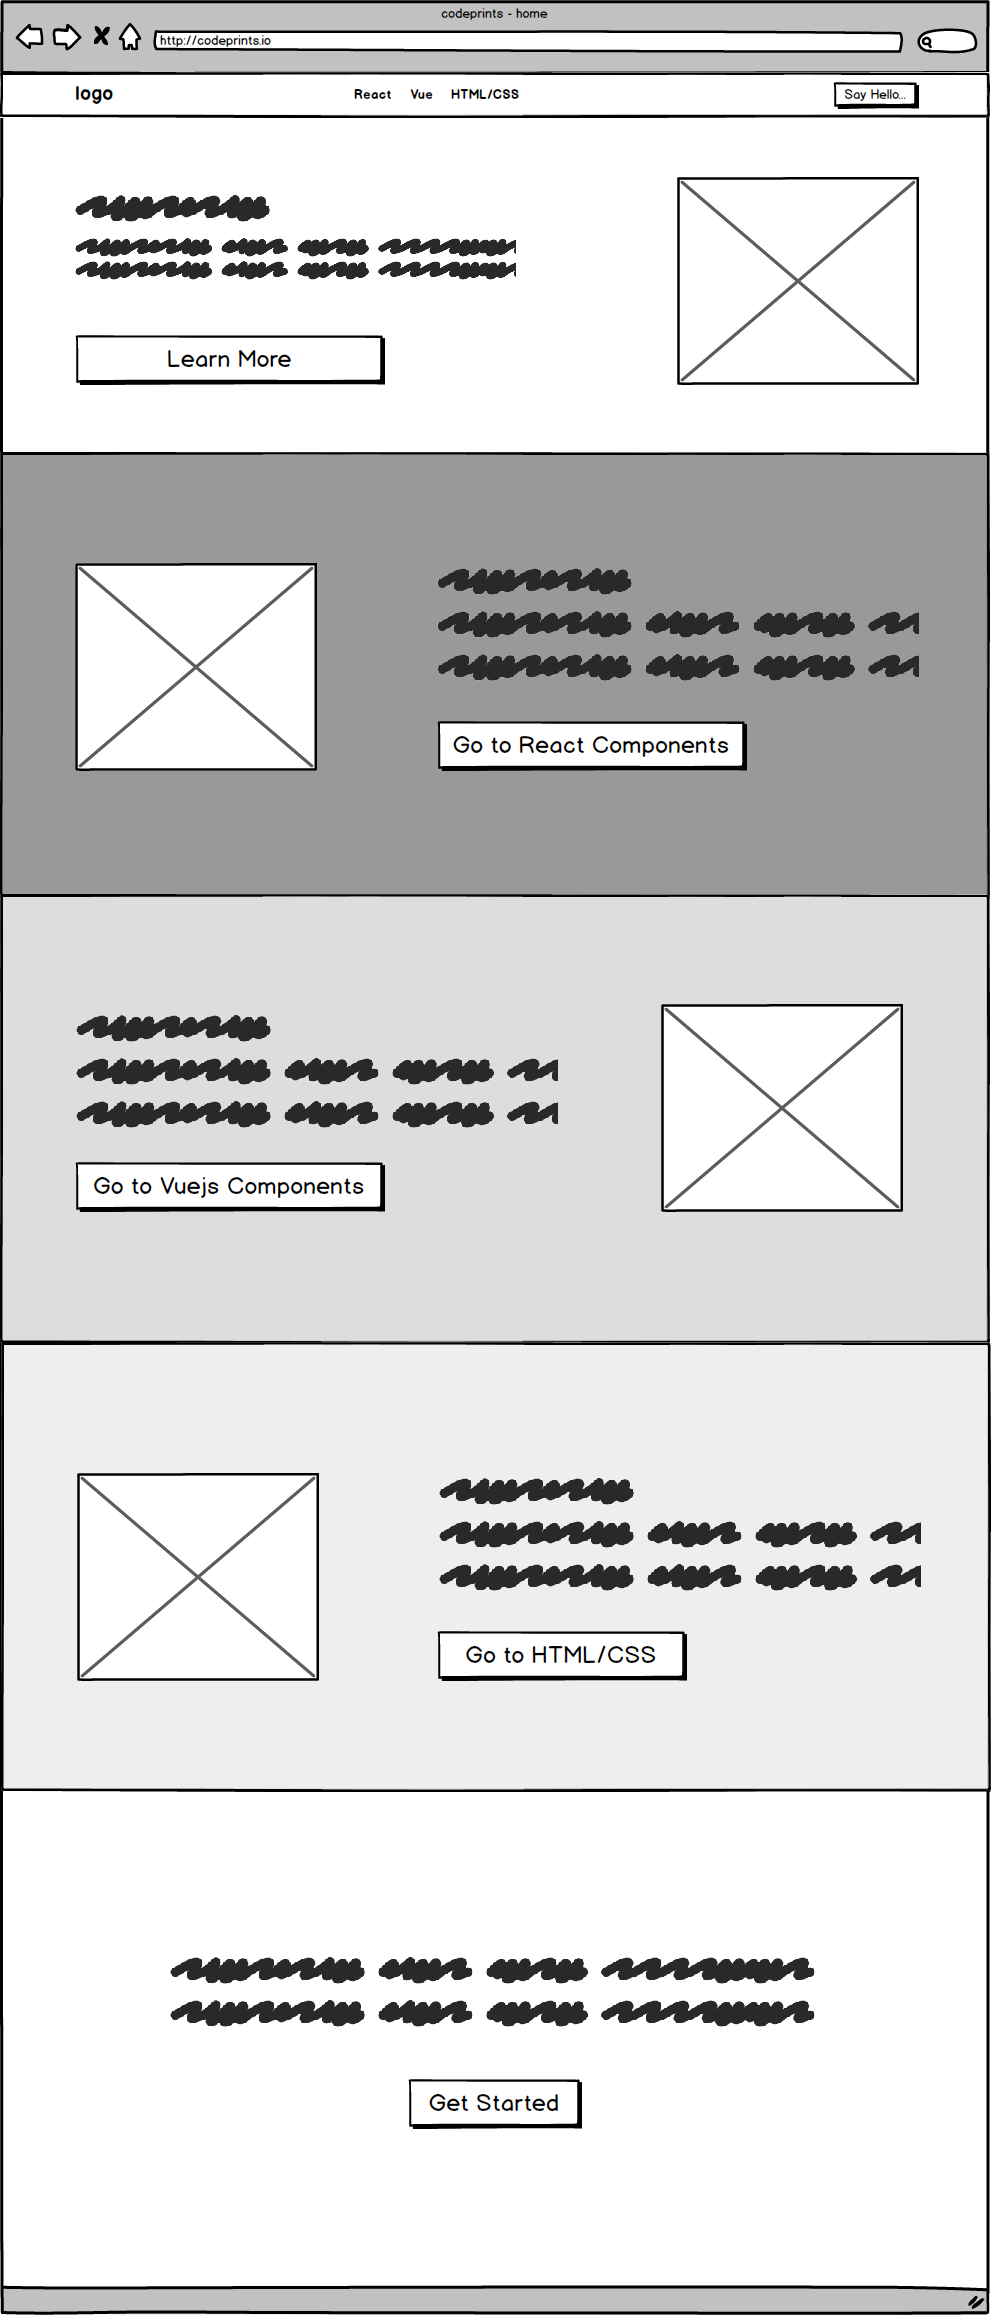 codeprints - home
http://codeprints.io
logo React Vue HTML/CSS Say Hello...
Learn More
Go to React Components
Go to Vuejs Components
Go to HTML/CSS
Get Started